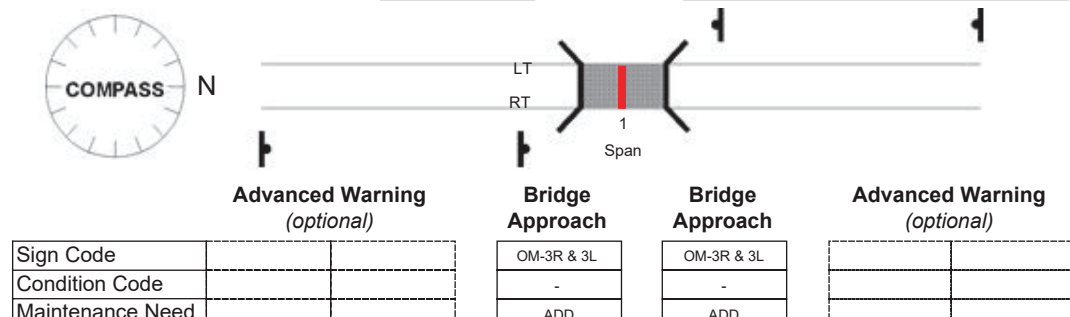 COMPASS
N
LT
RT
1
Span
Advanced Warning
(optional)
Bridge
Approach
Bridge
Approach
Advanced Warning
(optional)
Sign Code OM-3R & 3L OM-3R & 3L
Condition Code - -
Maintenance Need ADD ADD